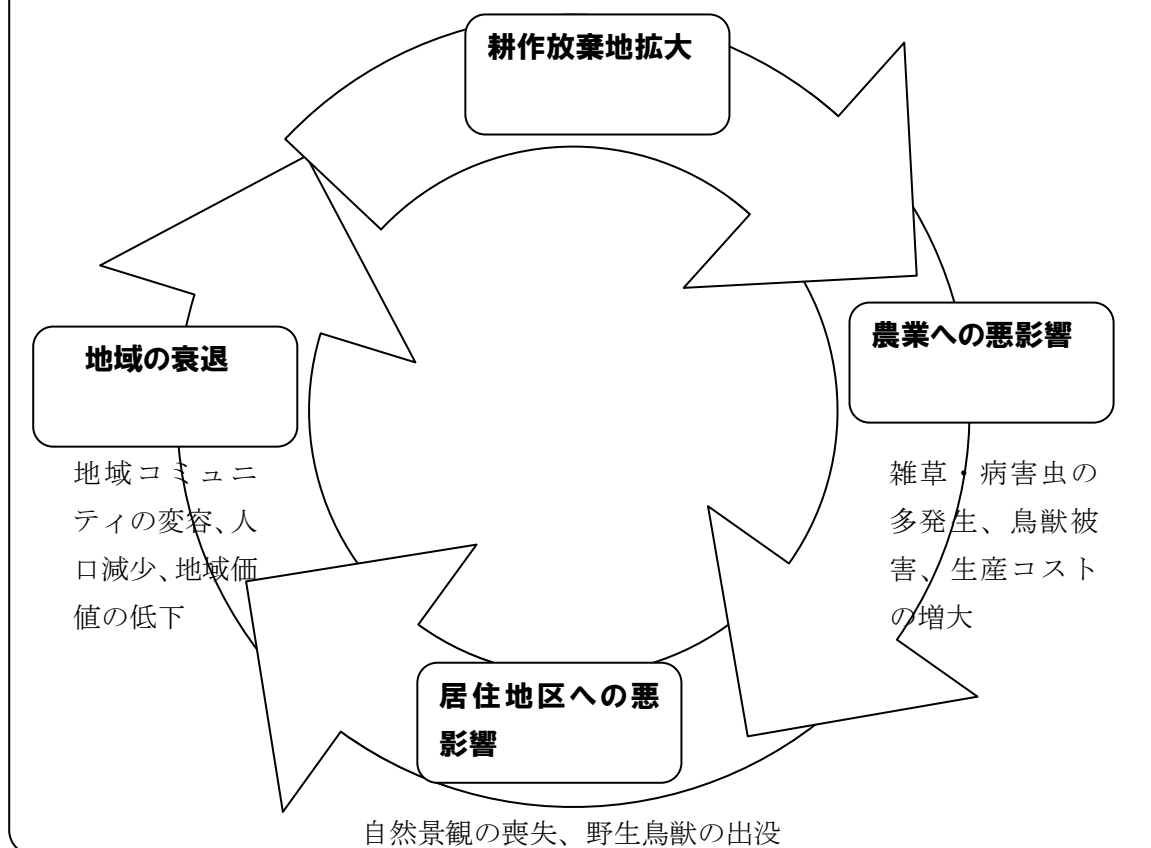 耕作放棄地拡大
農業への悪影響
雑草・病害虫の
多発生、鳥獣被
害、生産コスト
の増大
居住地区への悪
影響
自然景観の喪失、野生鳥獣の出没
地域の衰退
地域コミュニ
ティの変容、人
口減少、地域価
値の低下